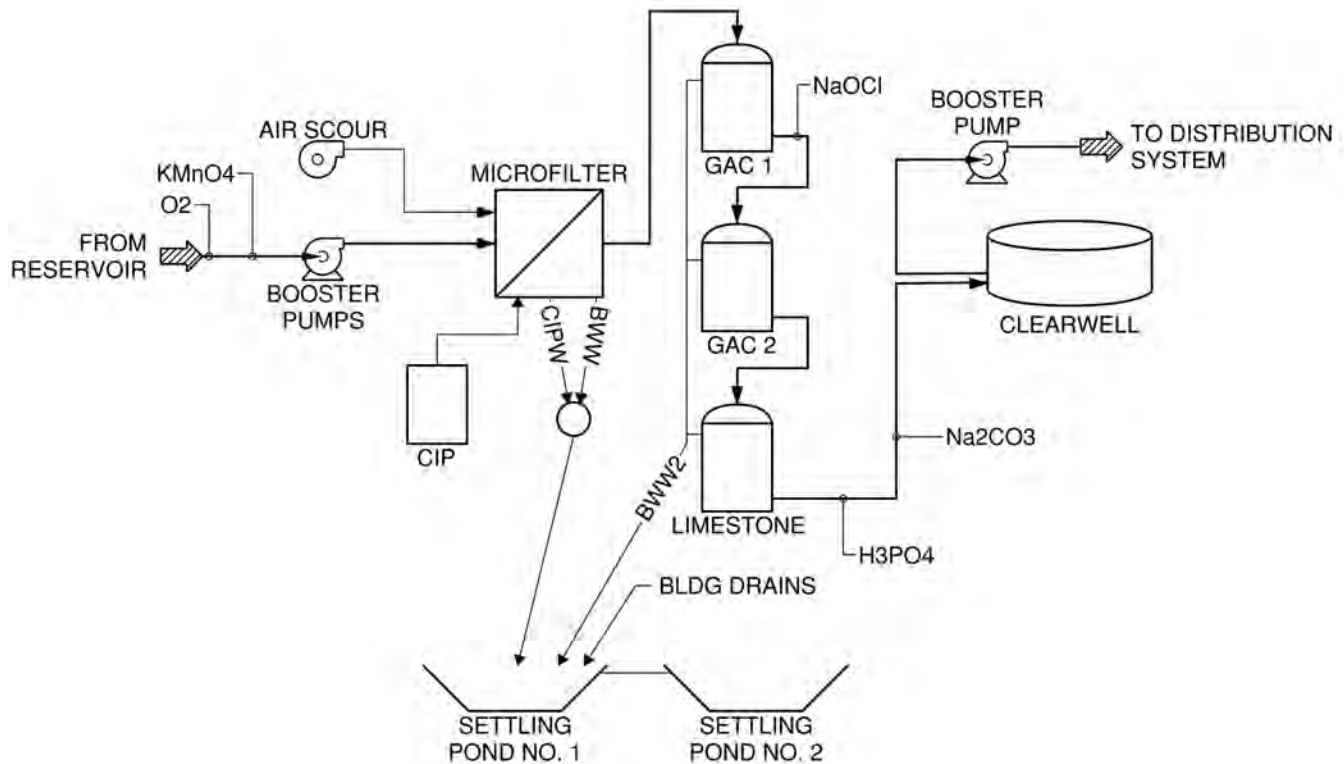 NaOCl
BOOSTER
PUMP
TO DISTRIBUTION
SYSTEM
AIR SCOUR
GAC 1
MICROFILTER
KMnO4
O2
FROM
RESERVOIR
BOOSTER
PUMPS
CIPW
BWW
CLEARWELL
GAC 2
CIP
Na2CO3
BWW2
LIMESTONE
H3PO4
BLDG DRAINS
SETTLING
POND NO. 1
SETTLING
POND NO. 2